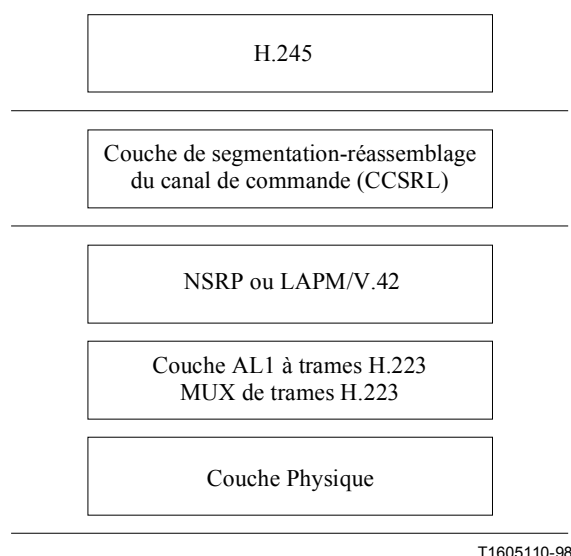 H.245
Couche de segmentation-réassemblage
du canal de commande (CCSRL)
NSRP ou LAPM/V.42
Couche AL1 à trames H.223
MUX de trames H.223
Couche Physique
T1605110-98